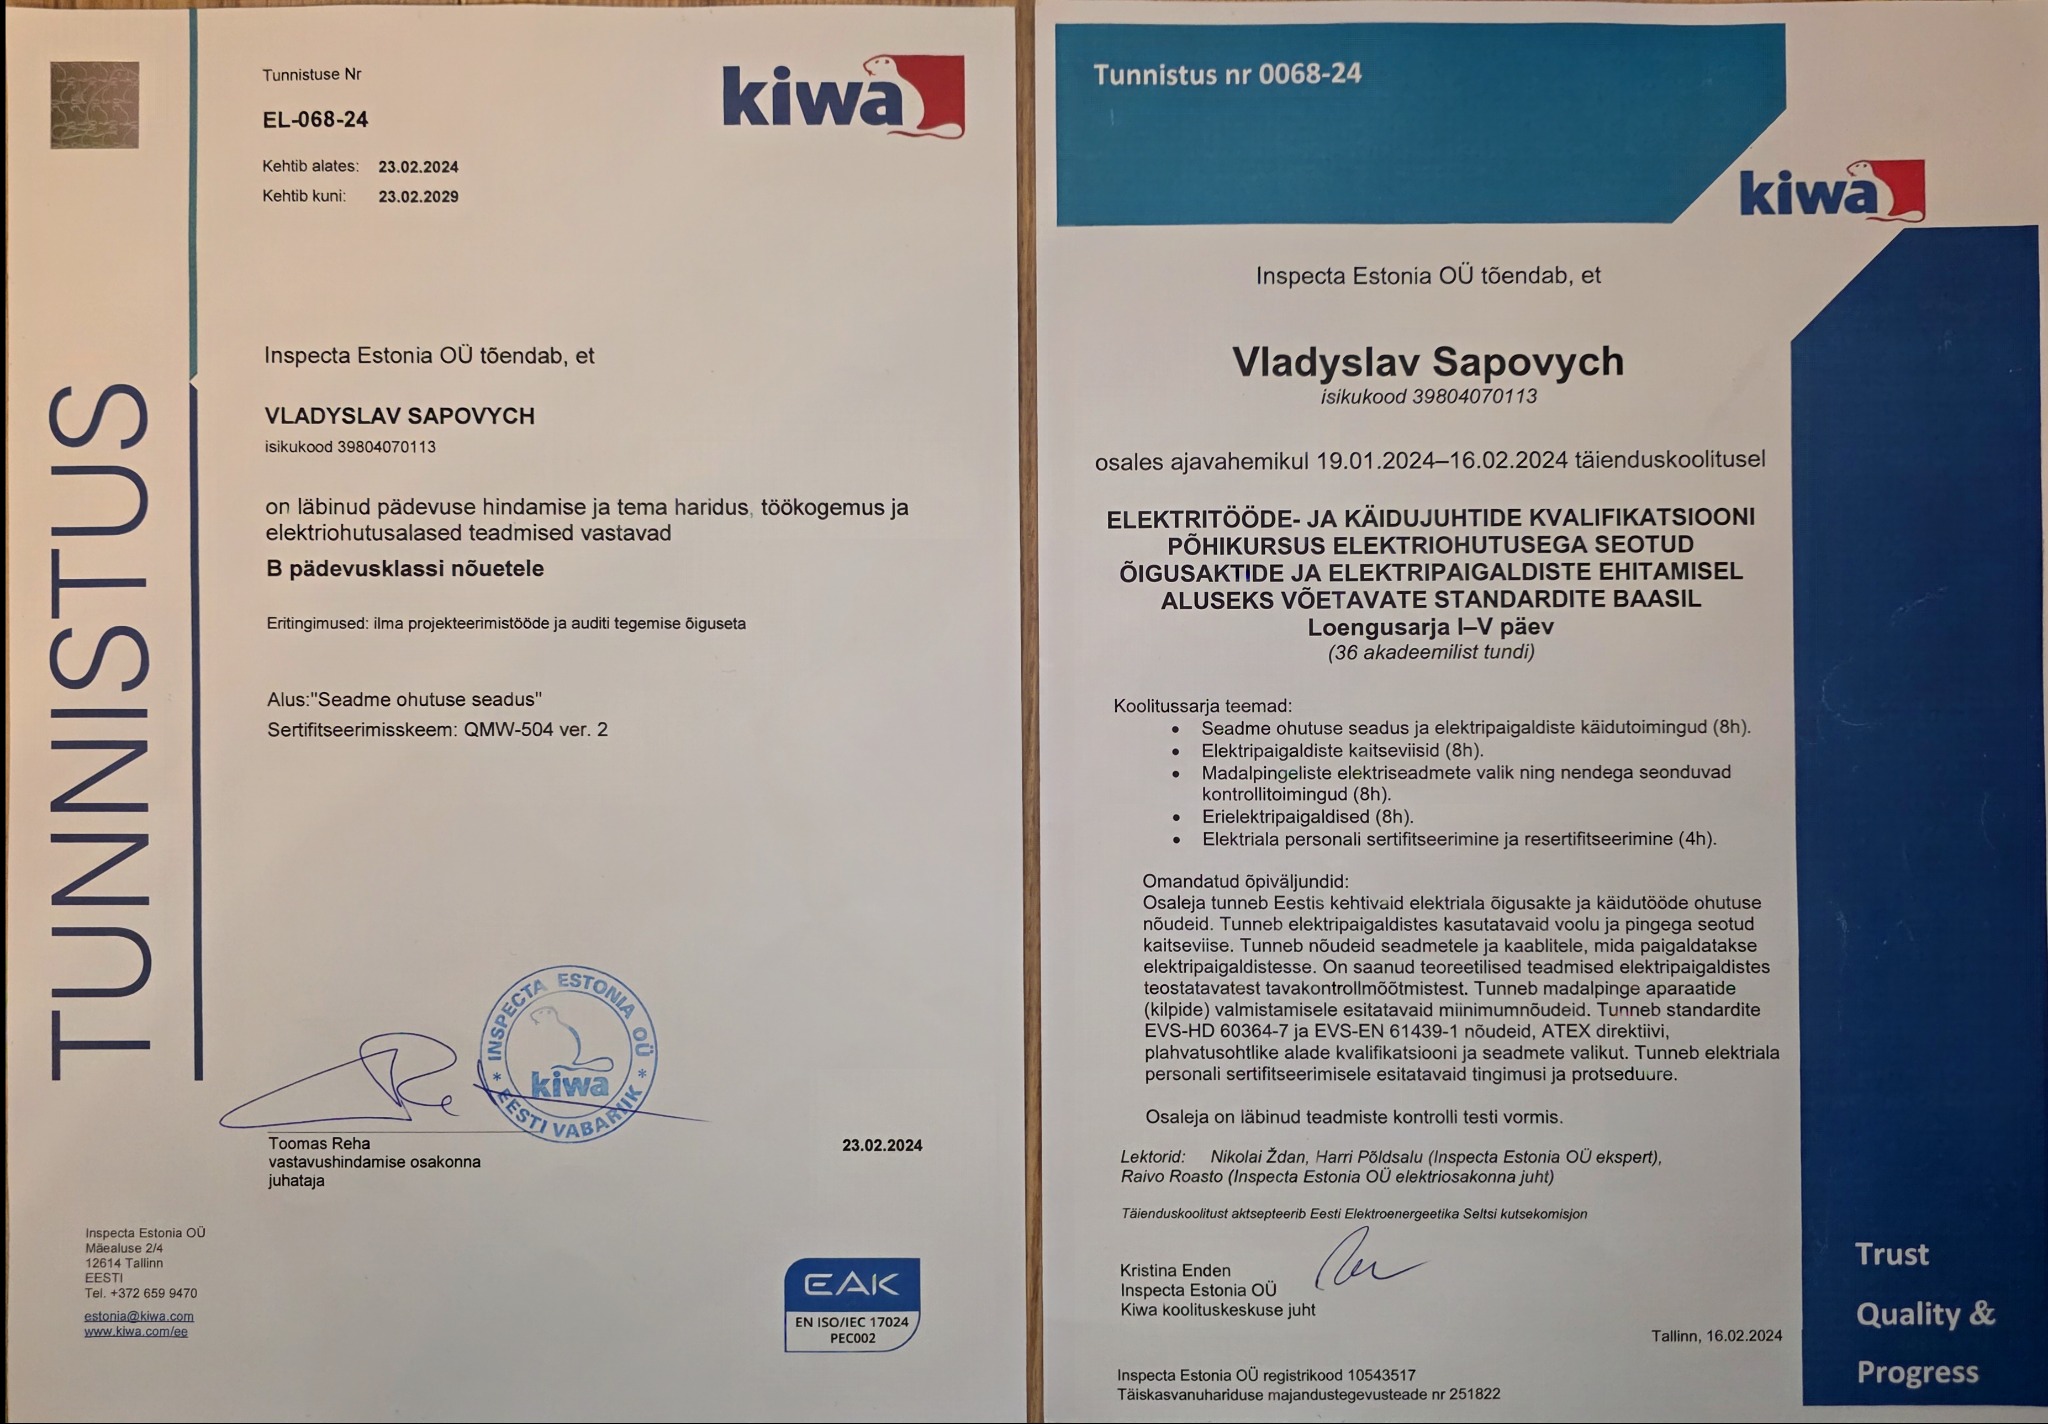 TUNNISTUS
Tunnistuse Nr
EL-068-24
Kehtib alates: 23.02.2024
Kehtib kuni: 23.02.2029
kiwa
Inspecta Estonia OÜ tõendab, et
VLADYSLAV SAPOVYCH
isikukood 39804070113
on läbinud pädevuse hindamise ja tema haridus, töökogemus ja
elektriohutusalased teadmised vastavad
B pädevusklassi nõuetele
Eritingimused: ilma projekteerimistööde ja auditi tegemise õiguseta
Alus:"Seadme ohutuse seadus"
Sertifitseerimisskeem: QMW-504 ver. 2
INSPECTA ESTONIA OÜ
kiwa
* EESTI VABARIIK *
Toomas Reha
vastavushindamise osakonna
juhataja
23.02.2024
Inspecta Estonia OÜ
Mäealuse 2/4
12614 Tallinn
EESTI
Tel. +372 659 9470
estonia@kiwa.com
www.kiwa.com/ee
EAK
EN ISO/IEC 17024
PEC002
Tunnistus nr 0068-24
kiwa
Inspecta Estonia OÜ tõendab, et
Vladyslav Sapovych
isikukood 39804070113
osales ajavahemikul 19.01.2024–16.02.2024 täienduskoolitusel
ELEKTRITÖÖDE- JA KÄIDUJUHTIDE KVALIFIKATSIOONI
PÕHIKURSUS ELEKTRIOHUTUSEGA SEOTUD
ÕIGUSAKTIDE JA ELEKTRIPAIGALDISTE EHITAMISEL
ALUSEKS VÕETAVATE STANDARDITE BAASIL
Loengusarja I–V päev
(36 akadeemilist tundi)
Koolitussarja teemad:
• Seadme ohutuse seadus ja elektripaigaldiste käidutoimingud (8h).
• Elektripaigaldiste kaitseviisid (8h).
• Madalpingeliste elektriseadmete valik ning nendega seonduvad
kontrollitoimingud (8h).
• Erielektripaigaldised (8h).
• Elektriala personali sertifitseerimine ja resertifitseerimine (4h).
Omandatud õpiväljundid:
Osaleja tunneb Eestis kehtivaid elektriala õigusakte ja käidutööde ohutuse
nõudeid. Tunneb elektripaigaldistes kasutatavaid voolu ja pingega seotud
kaitseviise. Tunneb nõudeid seadmetele ja kaablitele, mida paigaldatakse
elektripaigaldistesse. On saanud teoreetilised teadmised elektripaigaldistes
teostatavatest tavakontrollmõõtmistest. Tunneb madalpinge aparaatide
(kilpide) valmistamisele esitatavaid miinimumnõudeid. Tunneb standardite
EVS-HD 60364-7 ja EVS-EN 61439-1 nõudeid, ATEX direktiivi,
plahvatusohtlike alade kvalifikatsiooni ja seadmete valikut. Tunneb elektriala
personali sertifitseerimisele esitatavaid tingimusi ja protseduure.
Osaleja on läbinud teadmiste kontrolli testi vormis.
Lektorid: Nikolai Ždan, Harri Põldsalu (Inspecta Estonia OÜ ekspert),
Raivo Roasto (Inspecta Estonia OÜ elektriosakonna juht)
Täienduskoolitust aktsepteerib Eesti Elektroenergeetika Seltsi kutsekomisjon
Kristina Enden
Inspecta Estonia OÜ
Kiwa koolituskeskuse juht
Tallinn, 16.02.2024
Inspecta Estonia OÜ registrikood 10543517
Täiskasvanuhariduse majandustegevusteade nr 251822
Trust
Quality &
Progress